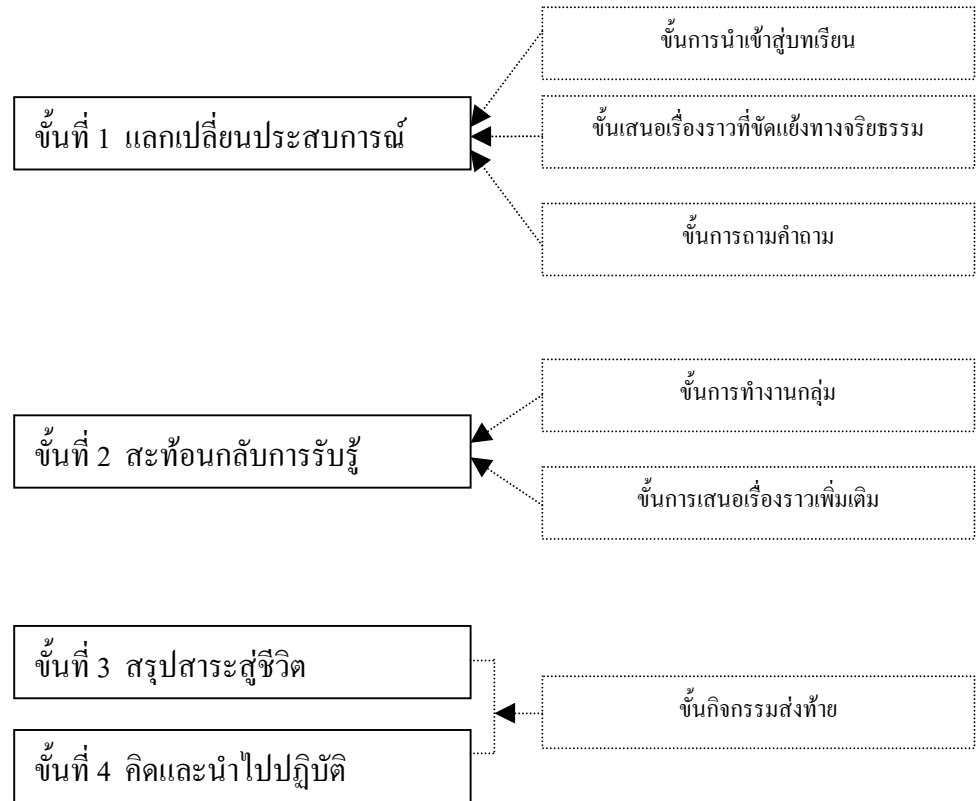 ขั้นการนำเข้าสู่บทเรียน
ขั้นที่ 1 แลกเปลี่ยนประสบการณ์
ขั้นเสนอเรื่องราวที่ขัดแย้งทางจริยธรรม
ขั้นการถามคำถาม
ขั้นการทำงานกลุ่ม
ขั้นที่ 2 สะท้อนกลับการรับรู้
ขั้นการเสนอเรื่องราวเพิ่มเติม
ขั้นที่ 3 สรุปสาระสู่ชีวิต
ขั้นกิจกรรมส่งท้าย
ขั้นที่ 4 คิดและนำไปปฏิบัติ